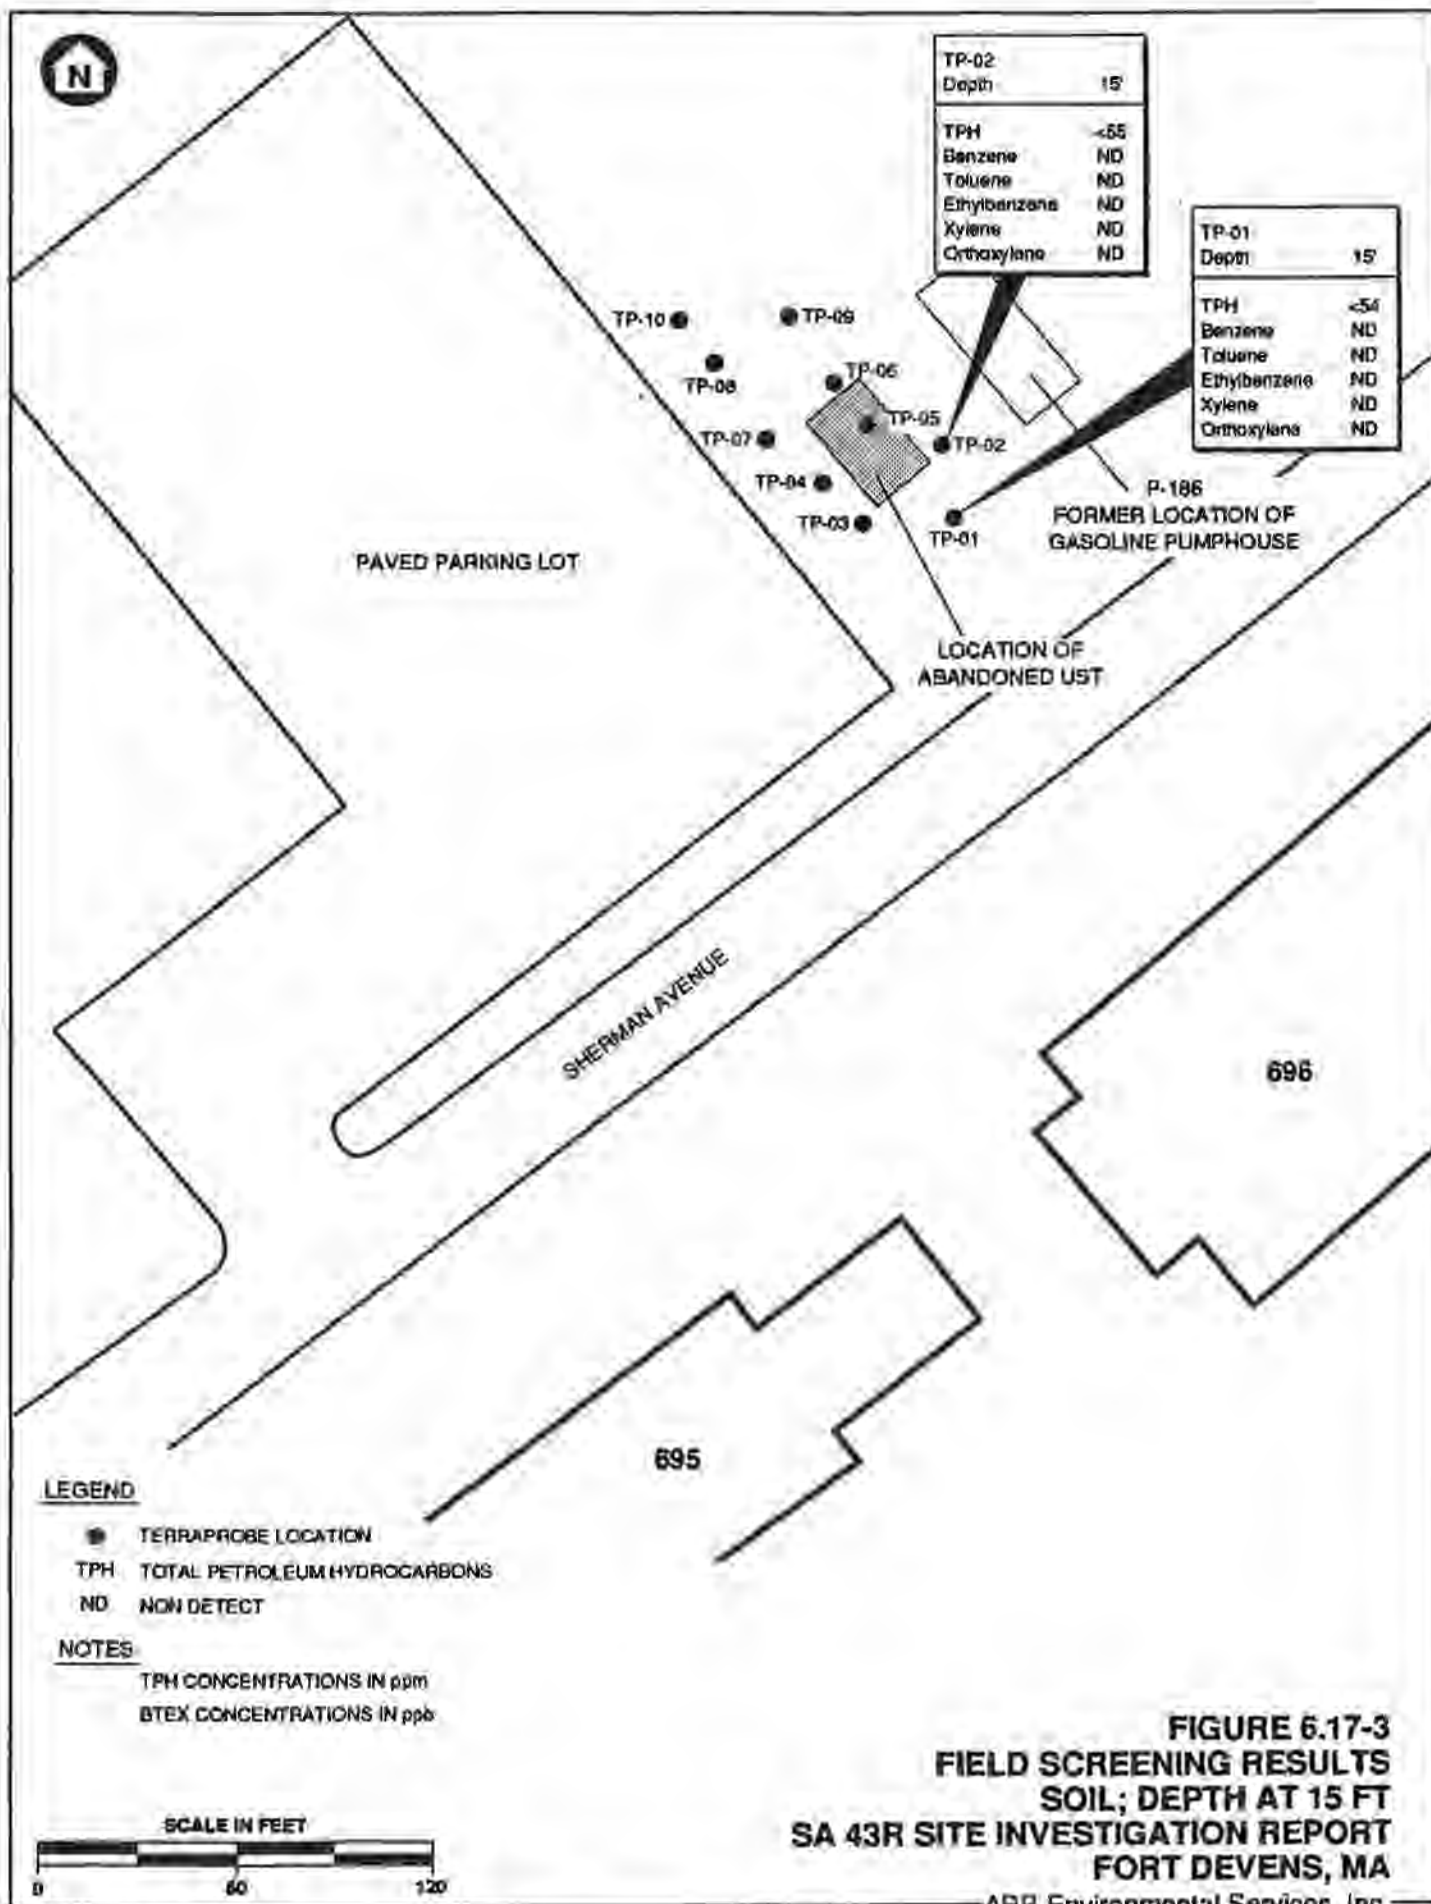 N
TP-02
Depth 15'
TPH <55
Benzene ND
Toluene ND
Ethylbenzene ND
Xylene ND
Orthoxylene ND
TP-01
Depth 15'
TPH <54
Benzene ND
Toluene ND
Ethylbenzene ND
Xylene ND
Orthoxylene ND
TP-10
TP-09
TP-08
TP-06
TP-05
TP-07
TP-02
TP-04
TP-03
TP-01
P-186
FORMER LOCATION OF
GASOLINE PUMPHOUSE
PAVED PARKING LOT
LOCATION OF
ABANDONED UST
SHERMAN AVENUE
696
695
LEGEND
TERRAPROBE LOCATION
TPH TOTAL PETROLEUM HYDROCARBONS
ND NON DETECT
NOTES
TPH CONCENTRATIONS IN ppm
BTEX CONCENTRATIONS IN ppb
SCALE IN FEET
0 60 120
FIGURE 6.17-3
FIELD SCREENING RESULTS
SOIL; DEPTH AT 15 FT
SA 43R SITE INVESTIGATION REPORT
FORT DEVENS, MA
ABB Environmental Services, Inc.